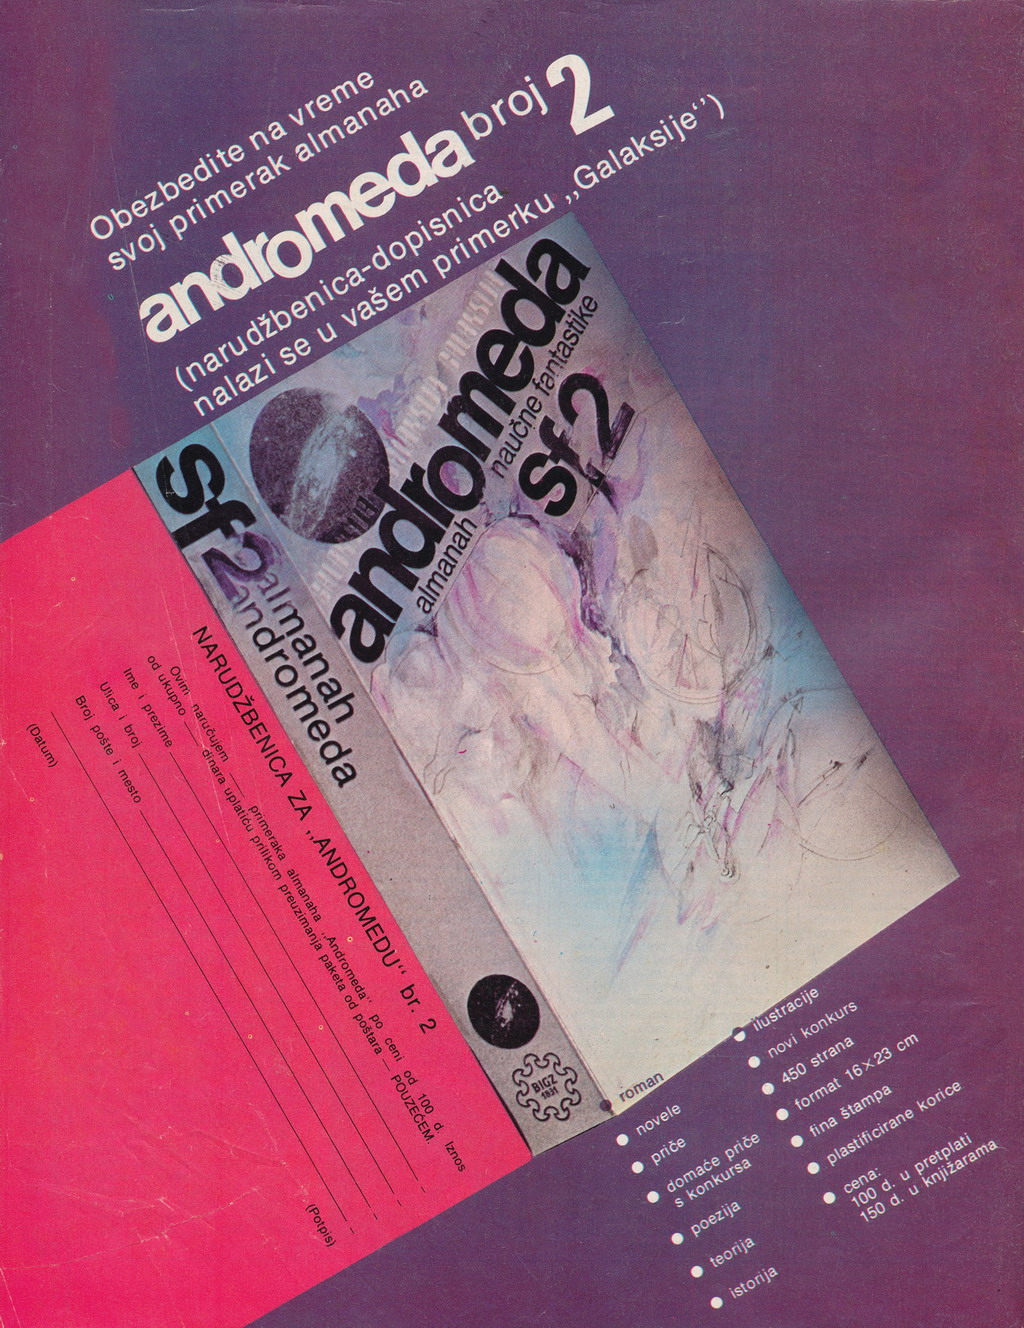 Obezbedite na vreme
svoj primerak almanaha
andromeda broj 2
(narudžbenica-dopisnica
nalazi se u vašem primerku „Galaksije‘‘)
andromeda
almanah naučne fantastike
sf 2
sf
2 almanah
andromeda
BIGZ
1831
NARUDŽBENICA ZA „ANDROMEDU‘‘ br. 2
Ovim naručujem primeraka almanaha „Andromeda‘‘ po ceni od 100 d. Iznos
od ukupno dinara uplatiću prilikom preuzimanja paketa od poštara — POUZEĆEM.
Ime i prezime
Ulica i broj
Broj pošte i mesto
(Datum)
(Potpis)
● roman
● novele
● priče
● domaće priče
s konkursa
● poezija
● teorija
● istorija
● ilustracije
● novi konkurs
● 450 strana
● format 16×23 cm
● fina štampa
● plastificirane korice
● cena:
100 d. u pretplati
150 d. u knjižarama